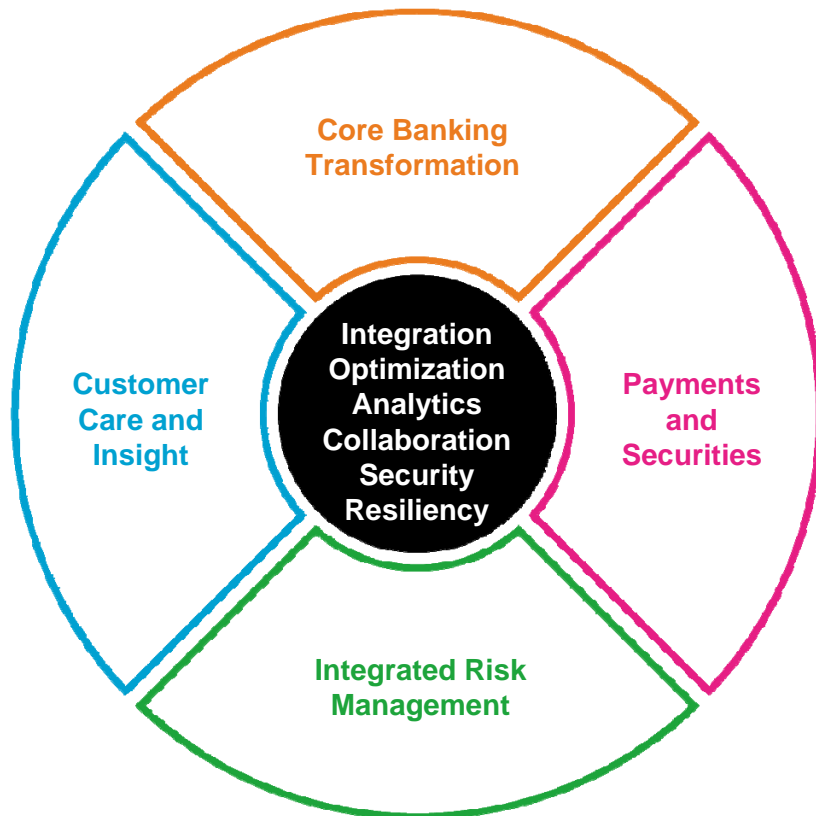 Core Banking
Transformation
Customer
Care and
Insight
Integration
Optimization
Analytics
Collaboration
Security
Resiliency
Payments
and
Securities
Integrated Risk
Management